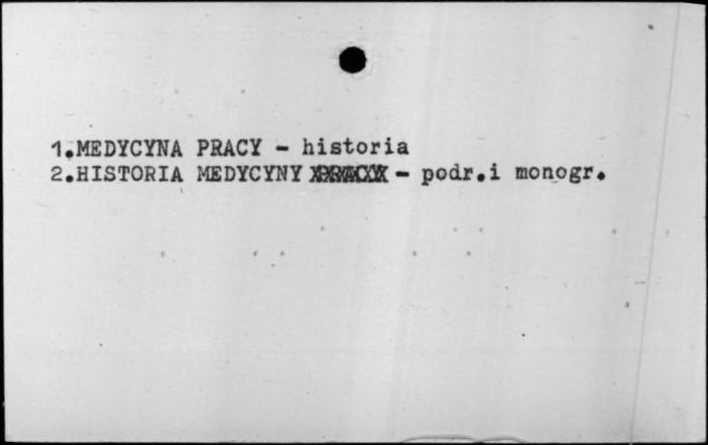 1.MEDYCYNA PRACY - historia
2.HISTORIA MEDYCYNY - podr.i monogr.